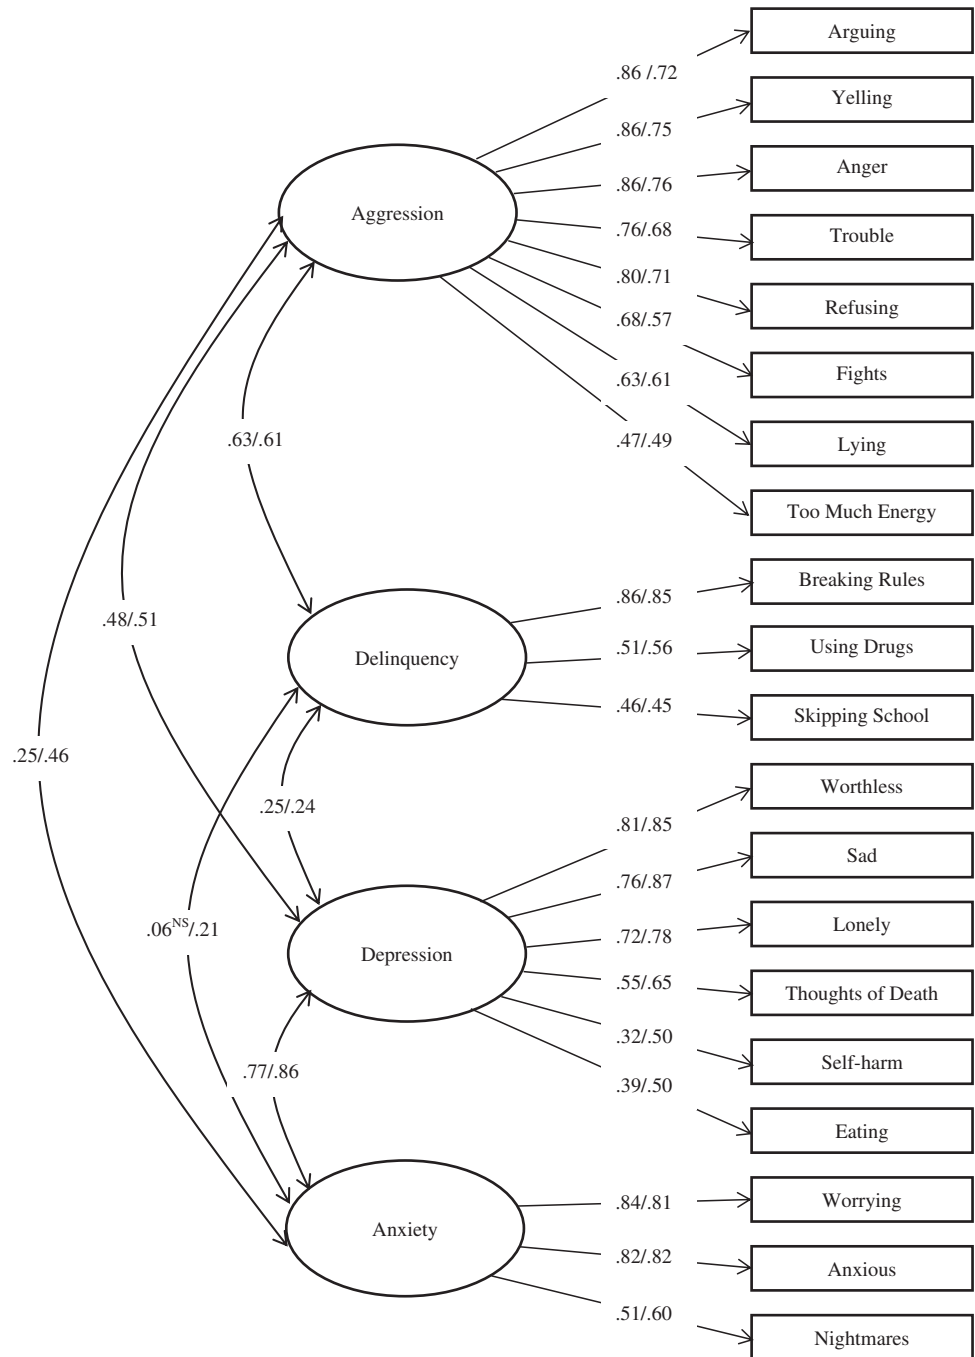 Arguing
.86 /.72
Yelling
.86/.75
Anger
.86/.76
Aggression
Trouble
.76/.68
.80/.71
Refusing
.68/.57
Fights
.63/.61
.63/.61
.47/.49
Lying
Too Much Energy
Breaking Rules
.86/.85
.48/.51
.51/.56
Using Drugs
Delinquency
.46/.45
Skipping School
.25/.46
Worthless
.25/.24
.81/.85
Sad
.76/.87
.06NS/.21
.72/.78
Lonely
Depression
.55/.65
Thoughts of Death
.32/.50
.77/.86
Self-harm
.39/.50
Eating
.84/.81
Worrying
Anxiety
.82/.82
Anxious
.51/.60
Nightmares